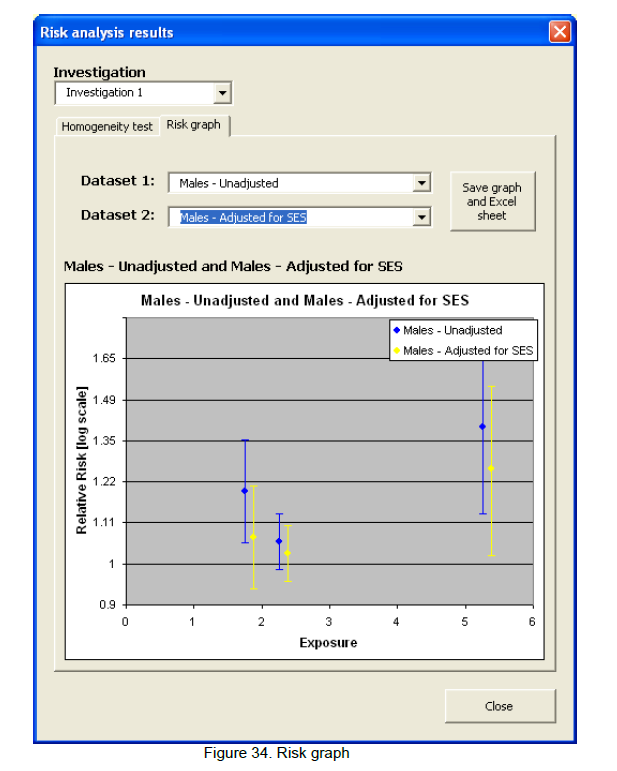 Risk analysis results
Investigation
Investigation 1
Homogeneity test
Risk graph
Dataset 1:
Males - Unadjusted
Dataset 2:
Males - Adjusted for SES
Save graph
and Excel
sheet
Males - Unadjusted and Males - Adjusted for SES
Males - Unadjusted and Males - Adjusted for SES
Males - Unadjusted
Males - Adjusted for SES
Relative Risk [log scale]
1.65
1.49
1.35
1.22
1.11
1
0.9
0 1 2 3 4 5 6
Exposure
Close
Figure 34. Risk graph